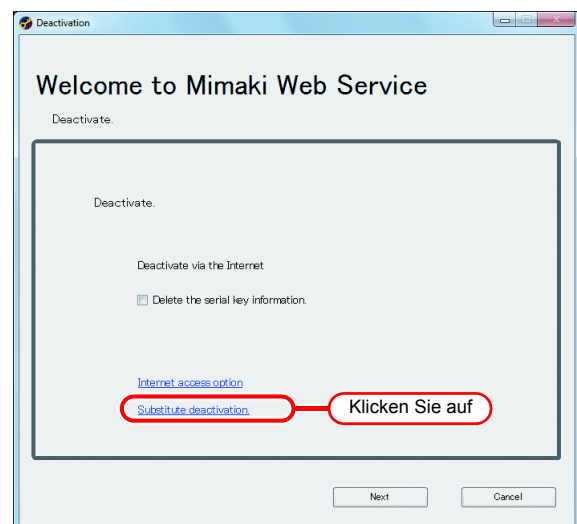 Deactivation
Welcome to Mimaki Web Service
Deactivate.
Deactivate.
Deactivate via the Internet
Delete the serial key information.
Internet access option
Substitute deactivation.
Klicken Sie auf
Next
Cancel